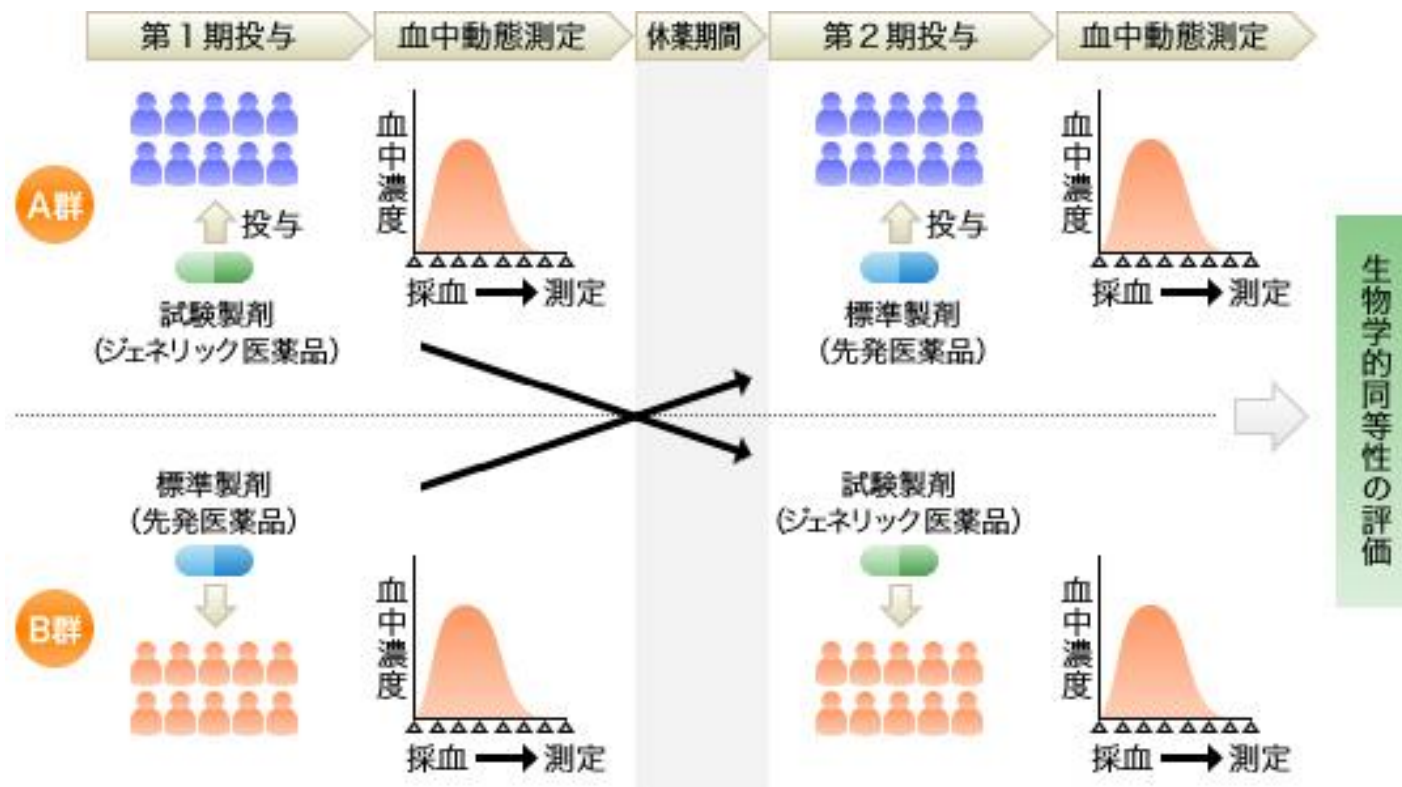 第1期投与
血中動態測定
休薬期間
第2期投与
血中動態測定
A群
投与
試験製剤
(ジェネリック医薬品)
血中濃度
採血 → 測定
投与
標準製剤
(先発医薬品)
血中濃度
採血 → 測定
B群
標準製剤
(先発医薬品)
血中濃度
採血 → 測定
試験製剤
(ジェネリック医薬品)
血中濃度
採血 → 測定
生物学的同等性の評価